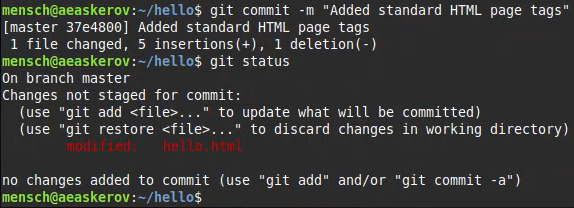 mensch@aeaskerov:~/hello$ git commit -m "Added standard HTML page tags"
[master 37e4800] Added standard HTML page tags
 1 file changed, 5 insertions(+), 1 deletion(-)
mensch@aeaskerov:~/hello$ git status
On branch master
Changes not staged for commit:
  (use "git add <file>..." to update what will be committed)
  (use "git restore <file>..." to discard changes in working directory)
        modified:   hello.html

no changes added to commit (use "git add" and/or "git commit -a")
mensch@aeaskerov:~/hello$